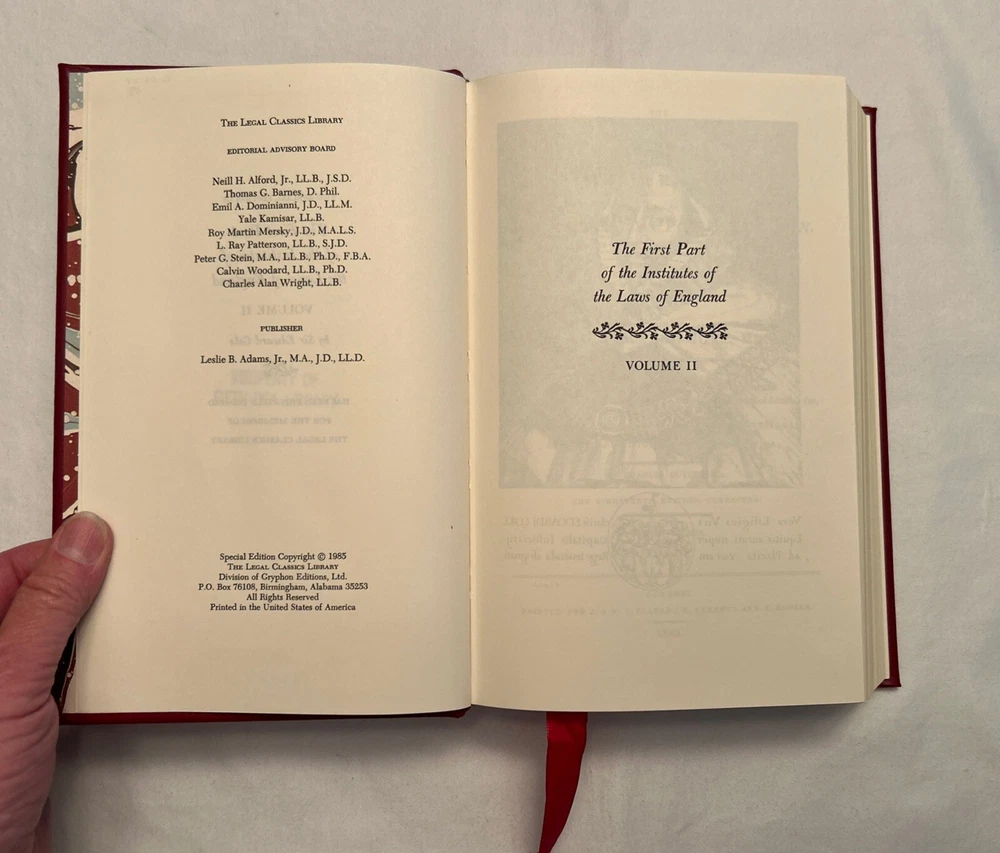 THE LEGAL CLASSICS LIBRARY
EDITORIAL ADVISORY BOARD
Neill H. Alford, Jr., LL.B., J.S.D.
Thomas G. Barnes, D. Phil.
Emil A. Dominianni, J.D., LL.M.
Yale Kamisar, LL.B.
Roy Martin Mersky, J.D., M.A.L.S.
L. Ray Patterson, LL.B., S.J.D.
Peter G. Stein, M.A., LL.B., Ph.D., F.B.A.
Calvin Woodard, LL.B., Ph.D.
Charles Alan Wright, LL.B.
PUBLISHER
Leslie B. Adams, Jr., M.A., J.D., LL.D.
Special Edition Copyright © 1985
THE LEGAL CLASSICS LIBRARY
Division of Gryphon Editions, Ltd.
P.O. Box 76108, Birmingham, Alabama 35253
All Rights Reserved
Printed in the United States of America
The First Part
of the Institutes of
the Laws of England
VOLUME II